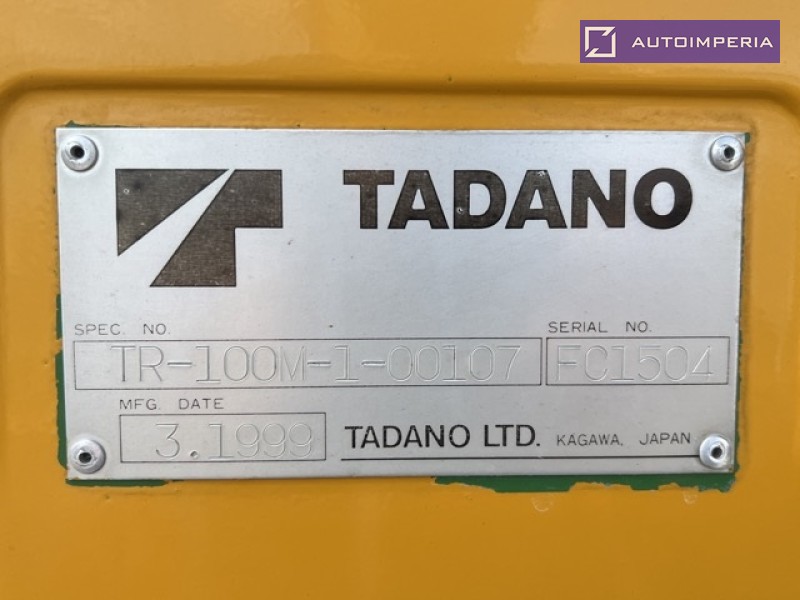 AUTOIMPERIA
TADANO
SPEC. NO.
SERIAL NO.
TR-100M-1-00107
FC1504
MFG. DATE
3.1999
TADANO LTD. KAGAWA, JAPAN